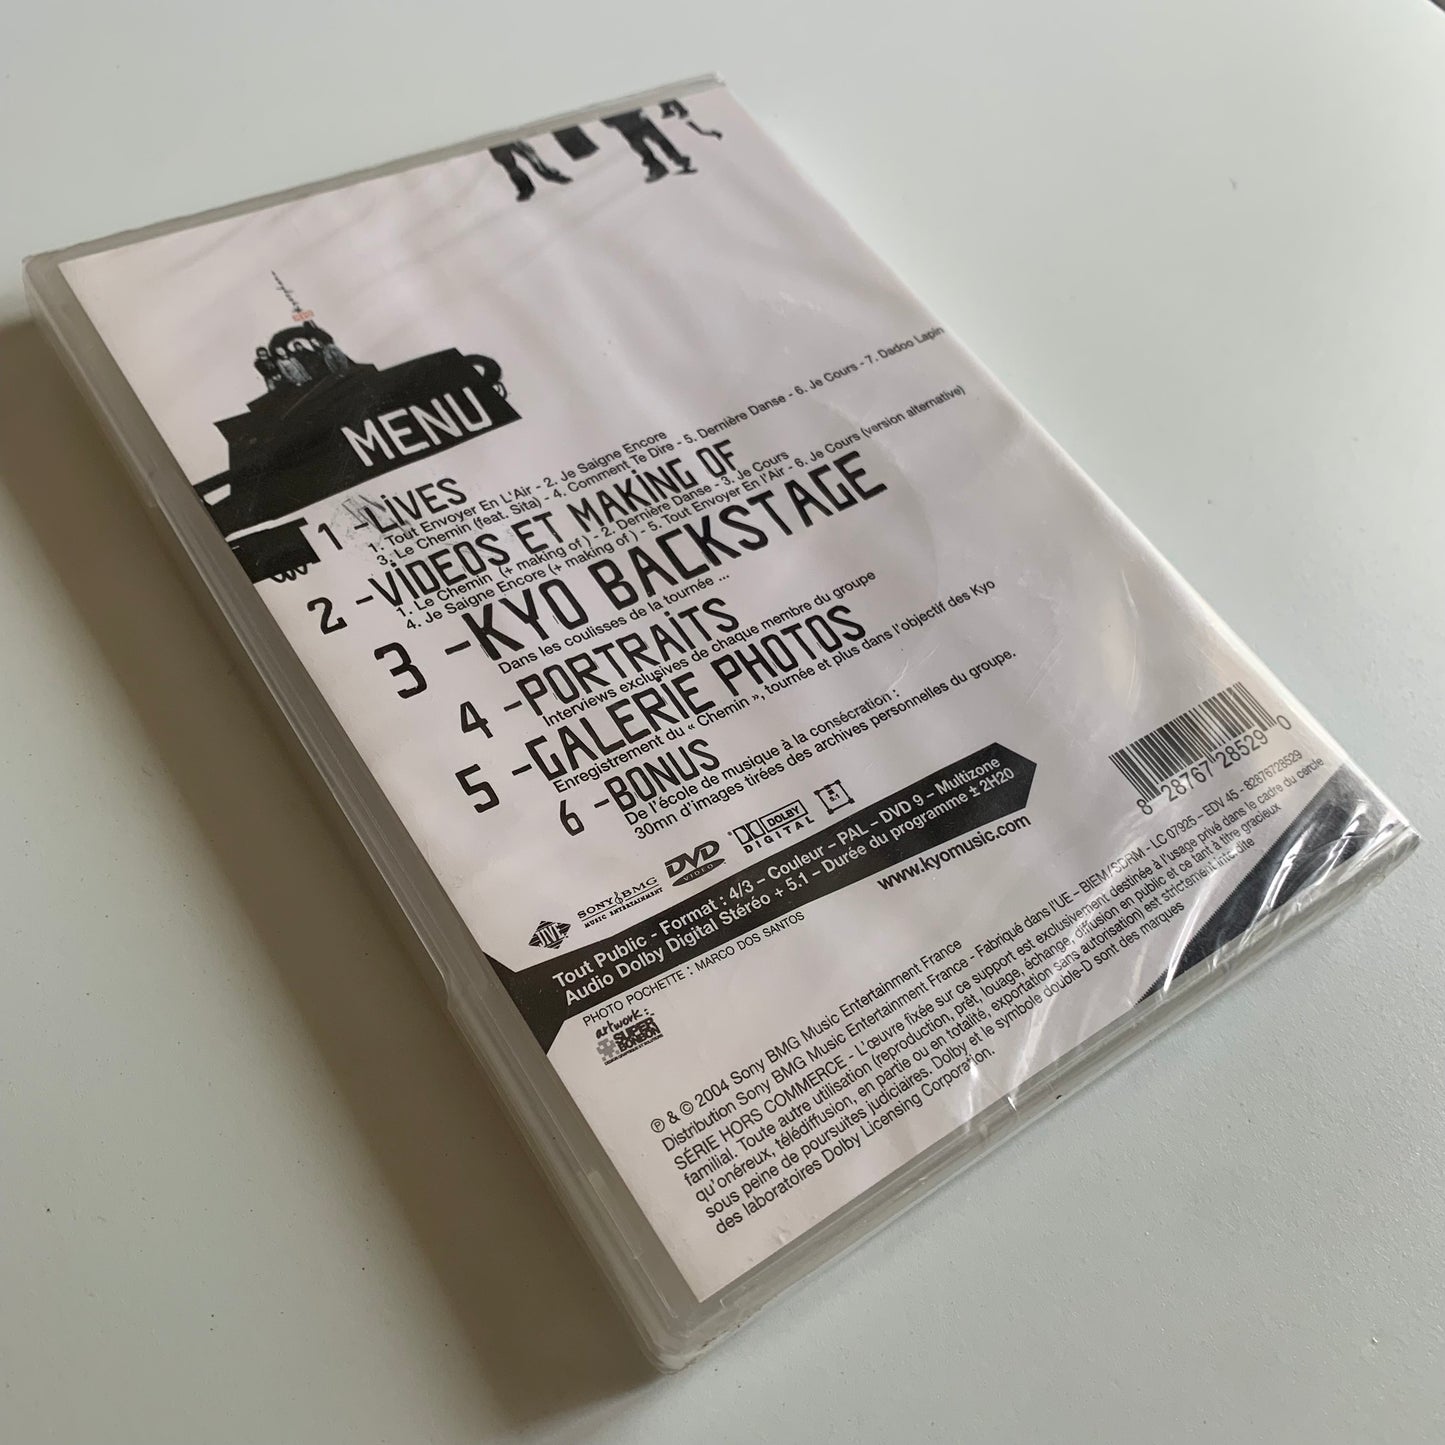 MENU
1 -LIVES
1. Tout Envoyer En L'Air - 2. Je Saigne Encore
3. Le Chemin (feat. Sita) - 4. Comment Te Dire - 5. Dernière Danse - 6. Je Cours - 7. Dadoo Lapin
2 -VIDEOS ET MAKING OF
1. Le Chemin (+ making of ) - 2. Dernière Danse - 3. Je Cours
4. Je Saigne Encore (+ making of ) - 5. Tout Envoyer En l'Air - 6. Je Cours (version alternative)
3 -KYO BACKSTAGE
Dans les coulisses de la tournée ...
4 -PORTRAITS
Interviews exclusives de chaque membre du groupe
5 -GALERIE PHOTOS
Enregistrement du « Chemin », tournée et plus dans l'objectif des Kyo
6 -BONUS
De l'école de musique à la consécration :
30mn d'images tirées des archives personnelles du groupe.
JIVE
SONY BMG
MUSIC ENTERTAINMENT
DVD
VIDEO
DOLBY
DIGITAL
5.1
8 28767 28529 0
Tout Public - Format : 4/3 – Couleur – PAL – DVD 9 – Multizone
Audio Dolby Digital Stéréo + 5.1 – Durée du programme ± 2H20
www.kyomusic.com
PHOTO POCHETTE : MARCO DOS SANTOS
artwork:
SUPER
BONBON
℗ & © 2004 Sony BMG Music Entertainment France
Distribution Sony BMG Music Entertainment France - Fabriqué dans l'UE – BIEM/SDRM - LC 07925 – EDV 45 - 82876728529
SÉRIE HORS COMMERCE - L'œuvre fixée sur ce support est exclusivement destinée à l'usage privé dans le cadre du cercle
familial. Toute autre utilisation (reproduction, prêt, louage, échange, diffusion en public et ce tant à titre gracieux
qu'onéreux, télédiffusion, en partie ou en totalité, exportation sans autorisation) est strictement interdite
sous peine de poursuites judiciaires. Dolby et le symbole double-D sont des marques
des laboratoires Dolby Licensing Corporation.